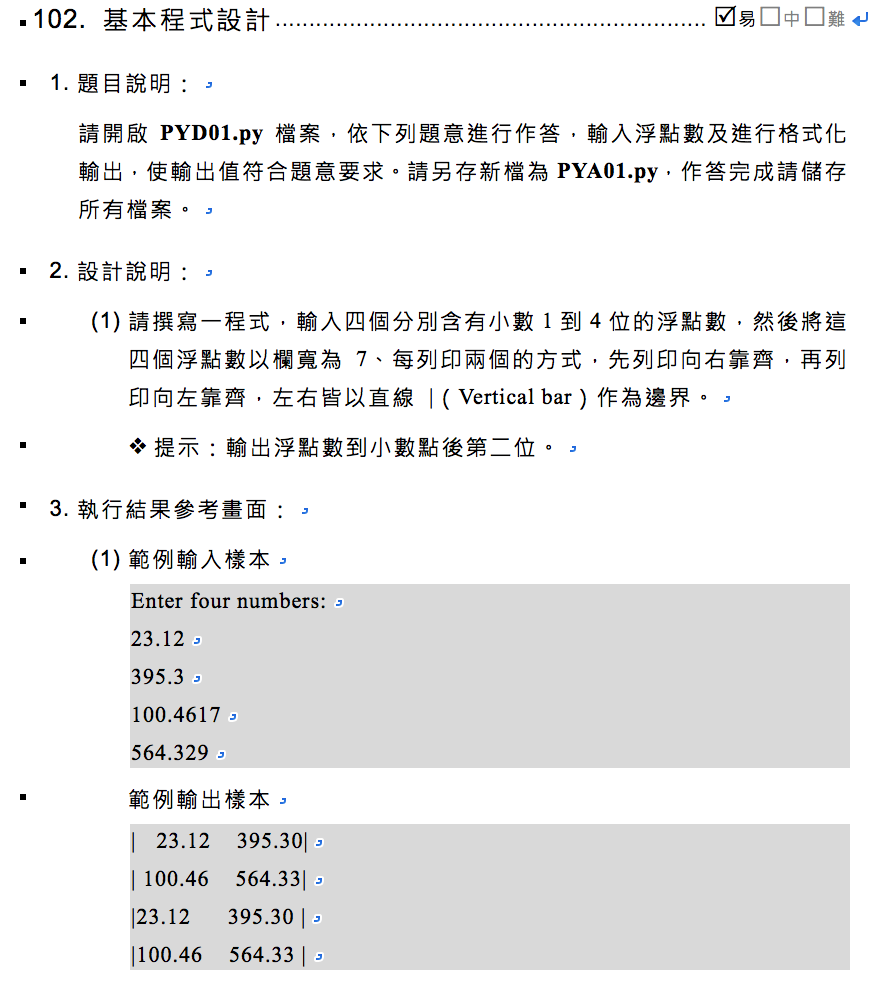 102. 基本程式設計................................................................ ☑易☐中☐難
1. 題目說明：
請開啟 PYD01.py 檔案，依下列題意進行作答，輸入浮點數及進行格式化
輸出，使輸出值符合題意要求。請另存新檔為 PYA01.py，作答完成請儲存
所有檔案。
2. 設計說明：
(1) 請撰寫一程式，輸入四個分別含有小數 1 到 4 位的浮點數，然後將這
四個浮點數以欄寬為 7、每列印兩個的方式，先列印向右靠齊，再列
印向左靠齊，左右皆以直線 |（Vertical bar）作為邊界。
❖ 提示：輸出浮點數到小數點後第二位。
3. 執行結果參考畫面：
(1) 範例輸入樣本
Enter four numbers:
23.12
395.3
100.4617
564.329
範例輸出樣本
|  23.12  395.30|
| 100.46  564.33|
|23.12   395.30 |
|100.46  564.33 |